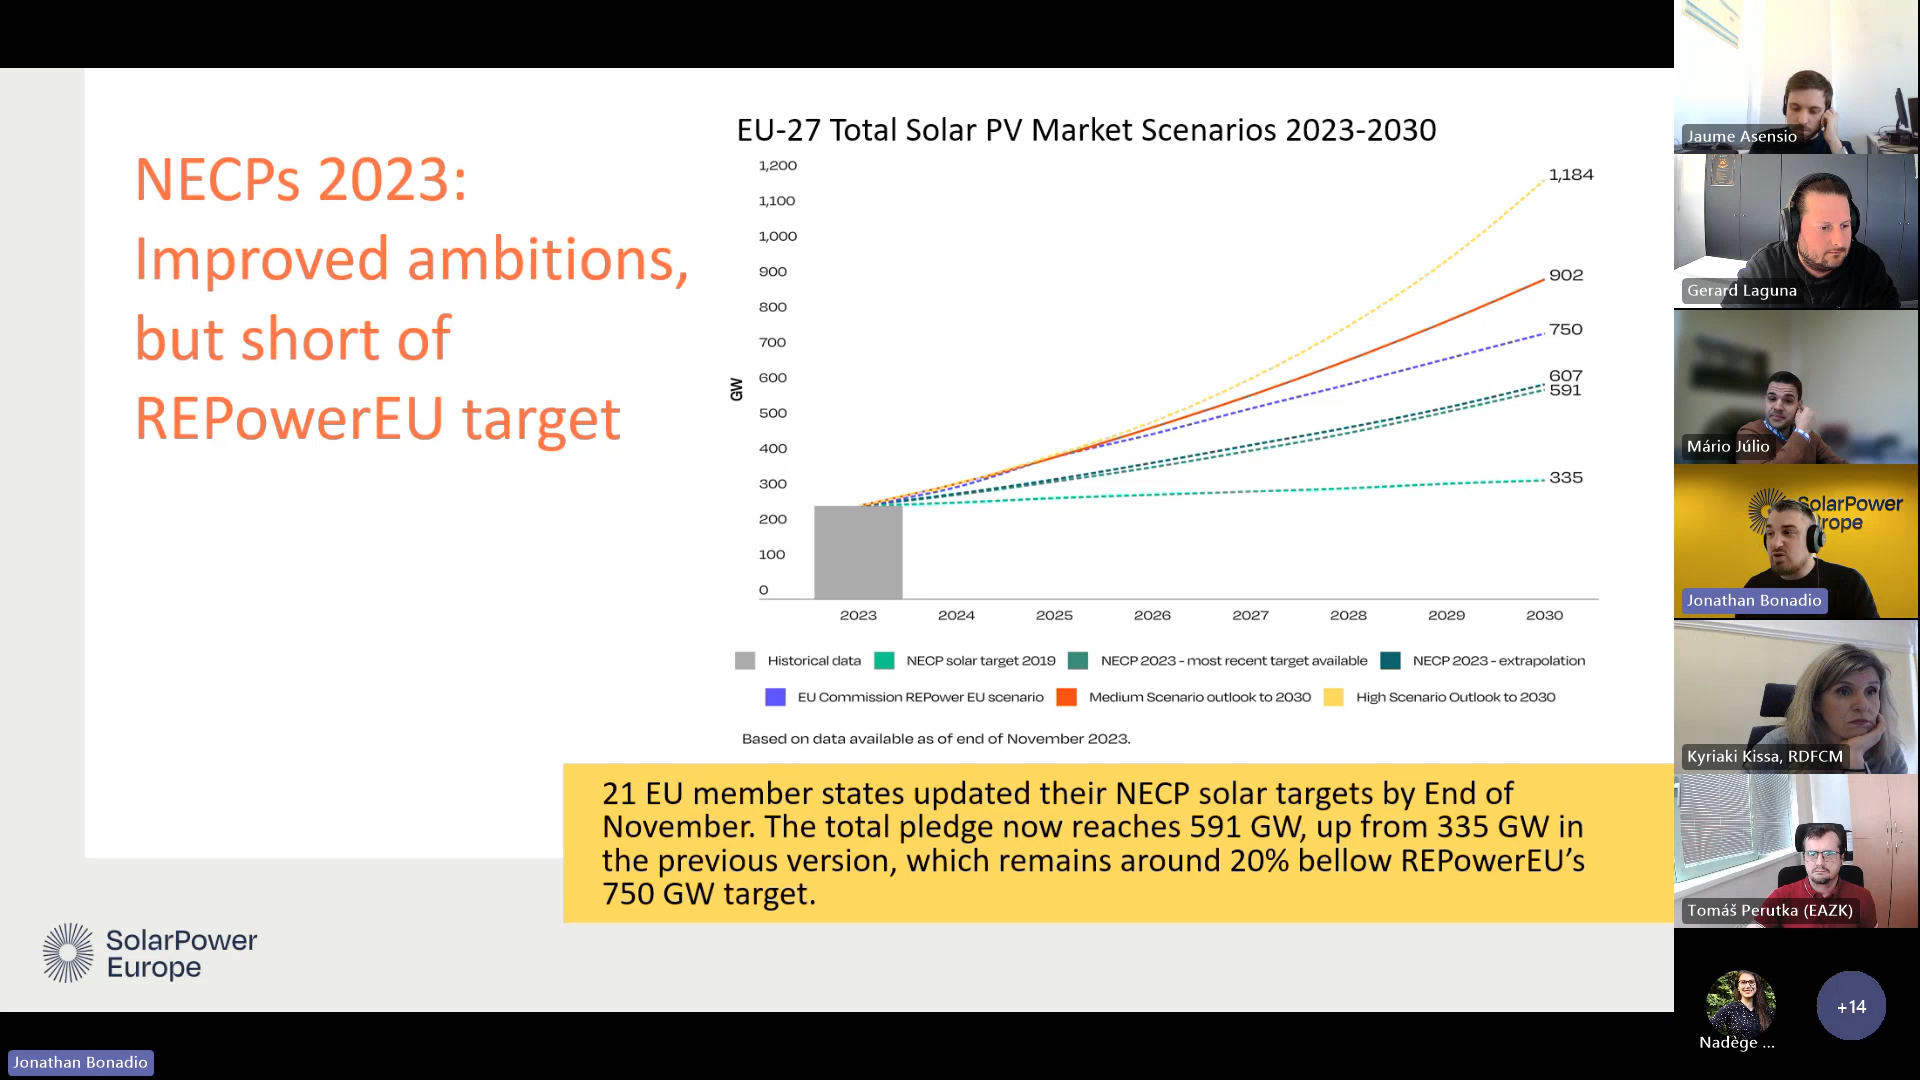 NECPs 2023:
Improved ambitions,
but short of
REPowerEU target
EU-27 Total Solar PV Market Scenarios 2023-2030
GW
1,200
1,100
1,000
900
800
700
600
500
400
300
200
100
0
1,184
902
750
607
591
335
2023 2024 2025 2026 2027 2028 2029 2030
Historical data NECP solar target 2019 NECP 2023 - most recent target available NECP 2023 - extrapolation
EU Commission REPower EU scenario Medium Scenario outlook to 2030 High Scenario Outlook to 2030
Based on data available as of end of November 2023.
21 EU member states updated their NECP solar targets by End of
November. The total pledge now reaches 591 GW, up from 335 GW in
the previous version, which remains around 20% bellow REPowerEU’s
750 GW target.
SolarPower
Europe
Jonathan Bonadio
Jaume Asensio
Gerard Laguna
Mário Júlio
SolarPower
rope
Jonathan Bonadio
Kyriaki Kissa, RDFCM
Tomáš Perutka (EAZK)
Nadège ...
+14